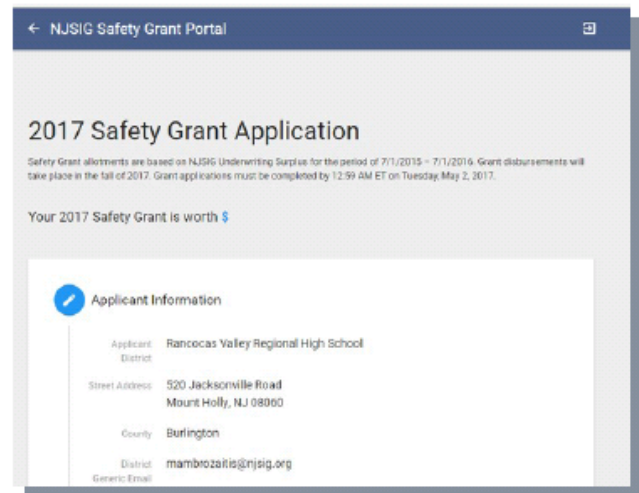 ← NJSIG Safety Grant Portal
2017 Safety Grant Application
Safety Grant allotments are based on NJSIG Underwriting Surplus for the period of 7/1/2015 – 7/1/2016. Grant disbursements will
take place in the fall of 2017. Grant applications must be completed by 12:59 AM ET on Tuesday, May 2, 2017.
Your 2017 Safety Grant is worth $
Applicant Information
Applicant Rancocas Valley Regional High School
District
Street Address 520 Jacksonville Road
Mount Holly, NJ 08060
County Burlington
District mambrozaitis@njsig.org
Generic Email